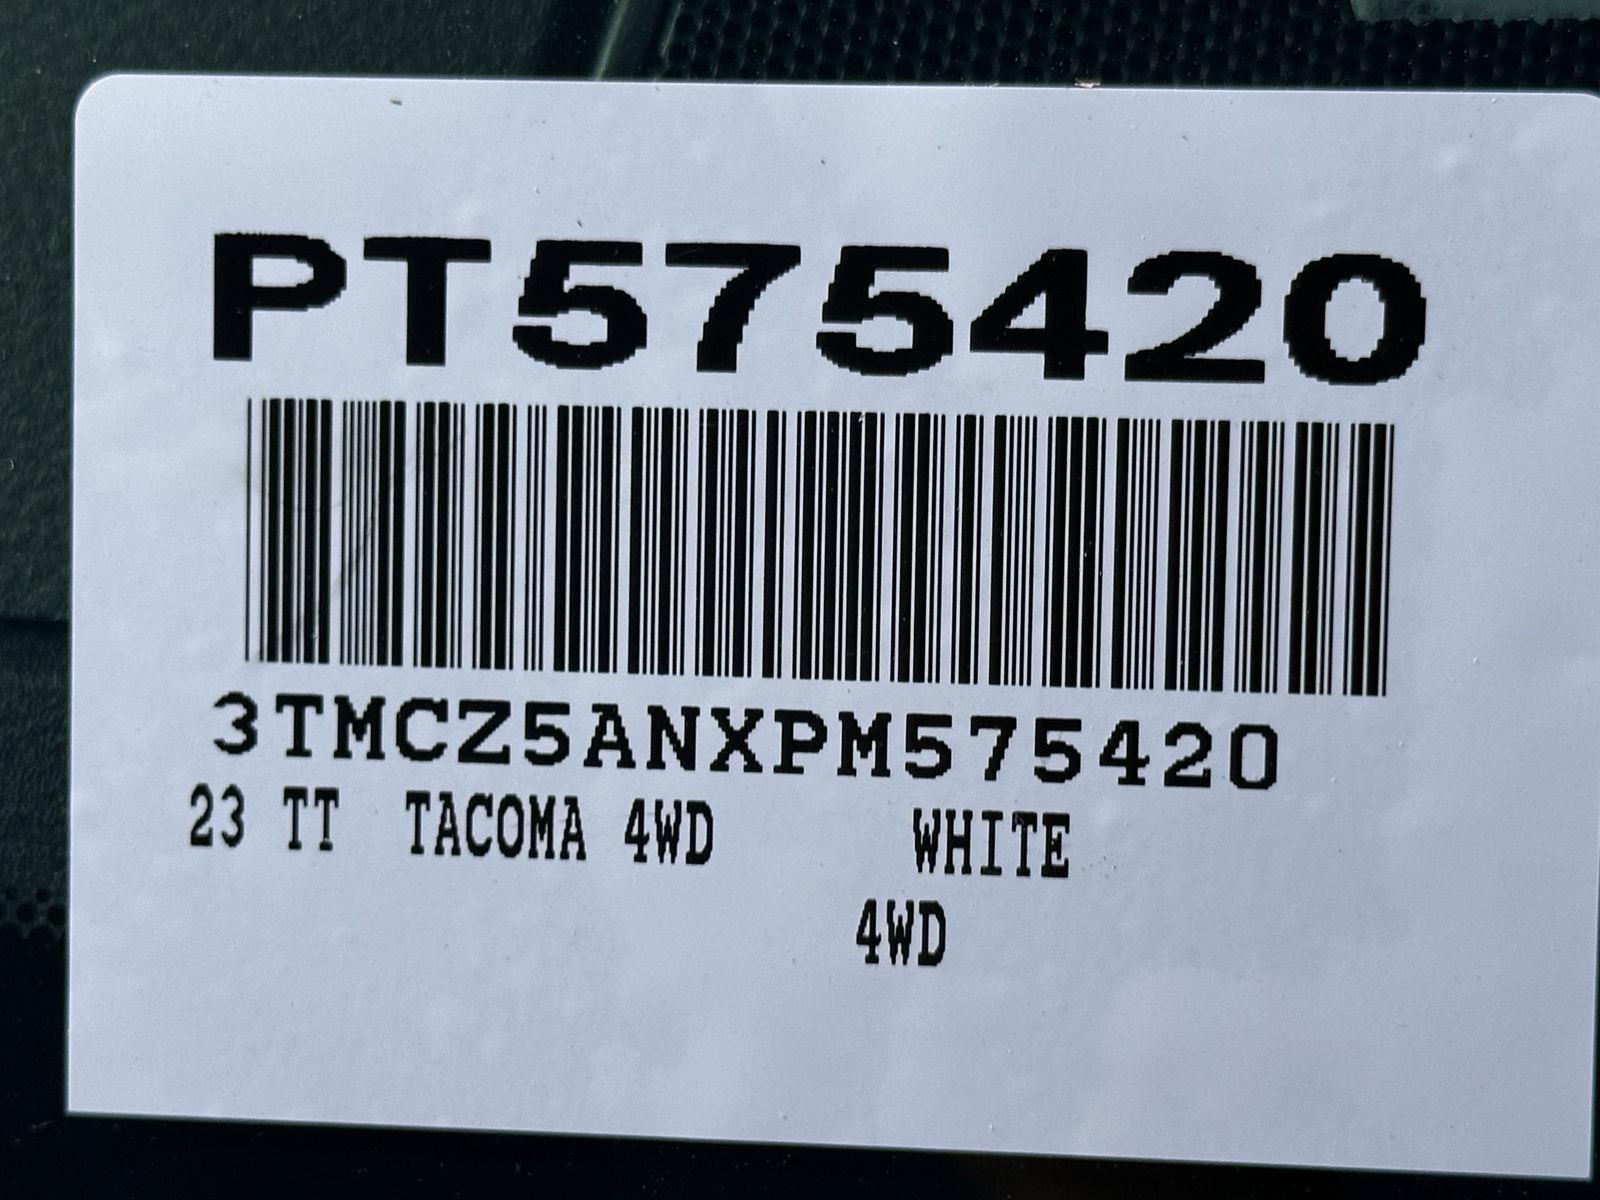 PT575420
3TMCZ5ANXPM575420
23 TT TACOMA 4WD WHITE
4WD